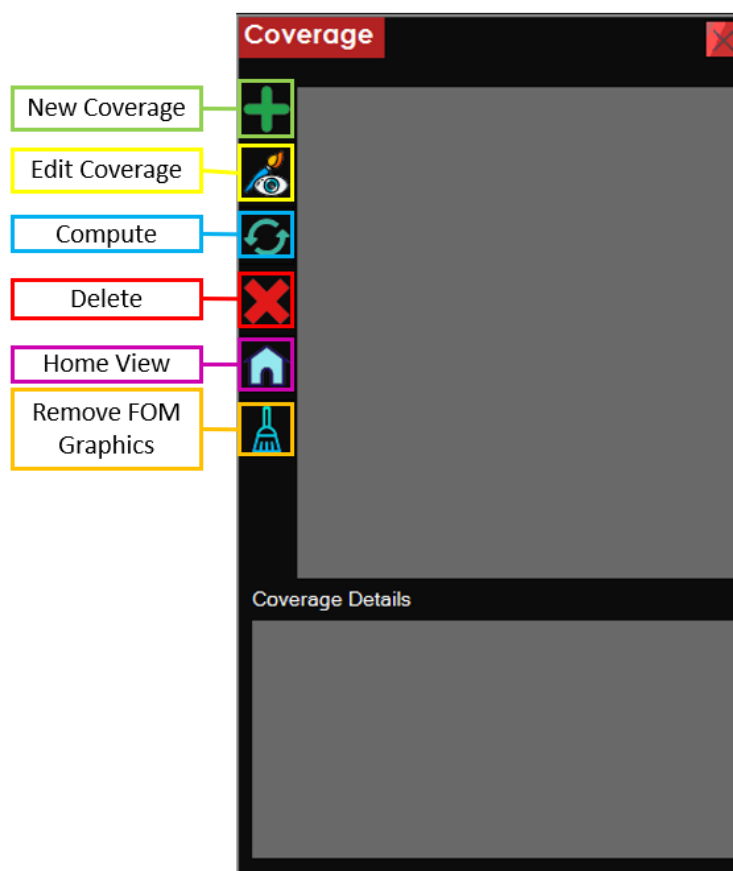 Coverage
New Coverage
Edit Coverage
Compute
Delete
Home View
Remove FOM
Graphics
Coverage Details